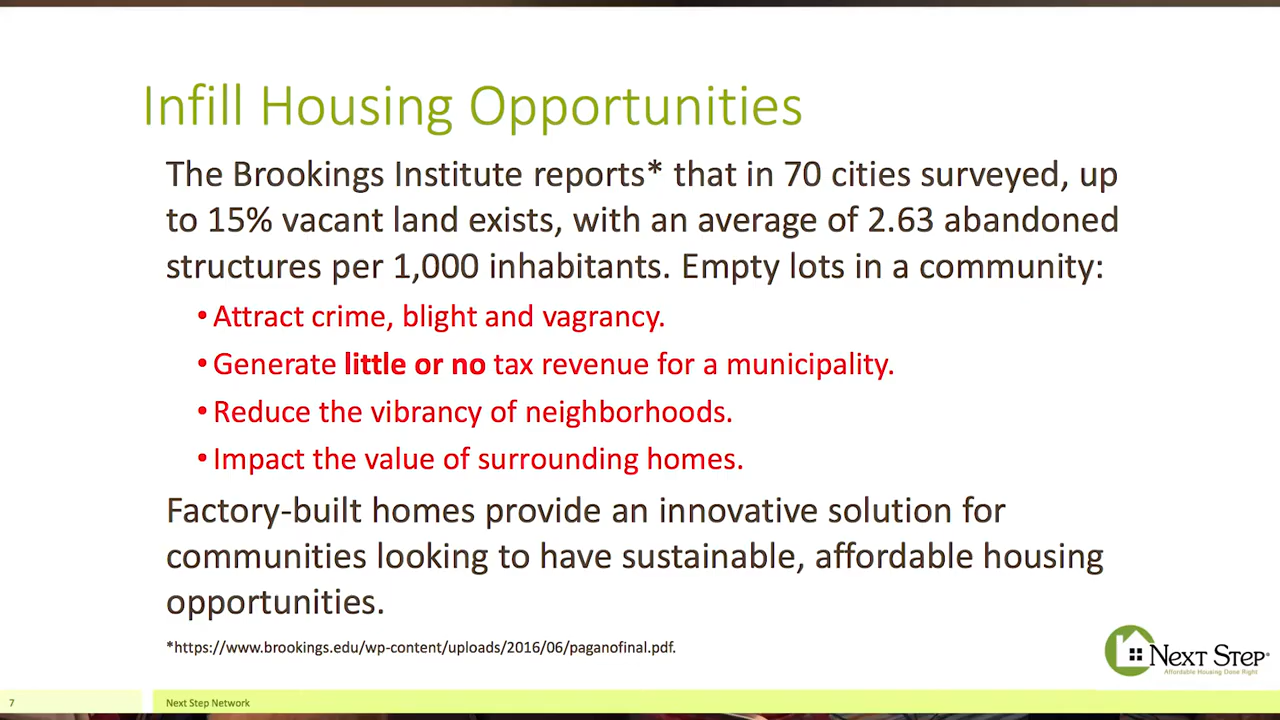 Infill Housing Opportunities
The Brookings Institute reports* that in 70 cities surveyed, up
to 15% vacant land exists, with an average of 2.63 abandoned
structures per 1,000 inhabitants. Empty lots in a community:
•Attract crime, blight and vagrancy.
•Generate little or no tax revenue for a municipality.
•Reduce the vibrancy of neighborhoods.
•Impact the value of surrounding homes.
Factory-built homes provide an innovative solution for
communities looking to have sustainable, affordable housing
opportunities.
*https://www.brookings.edu/wp-content/uploads/2016/06/paganofinal.pdf.
NEXT STEP®
Affordable Housing Done Right
7
Next Step Network